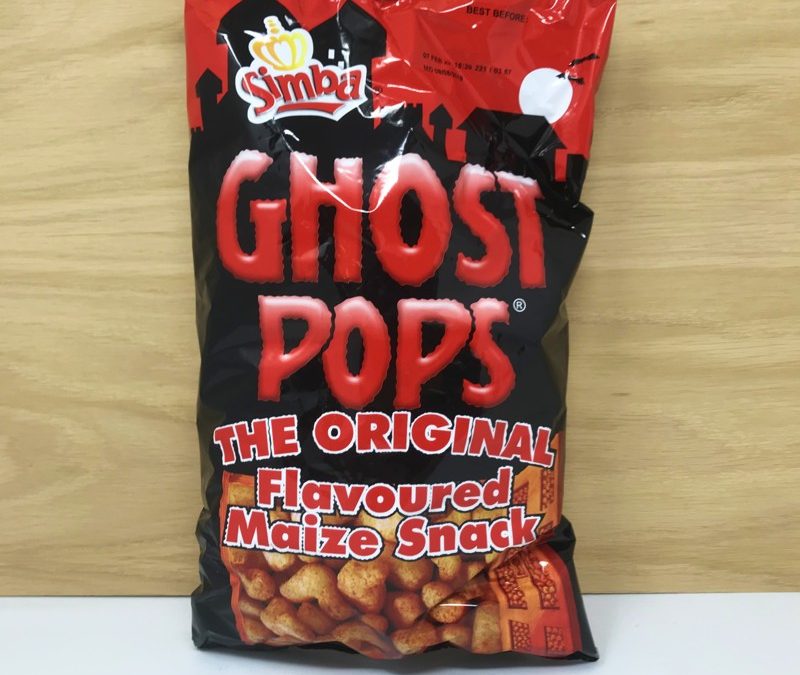 BEST BEFORE:
Simba
GHOST
POPS®
THE ORIGINAL
Flavoured
Maize Snack